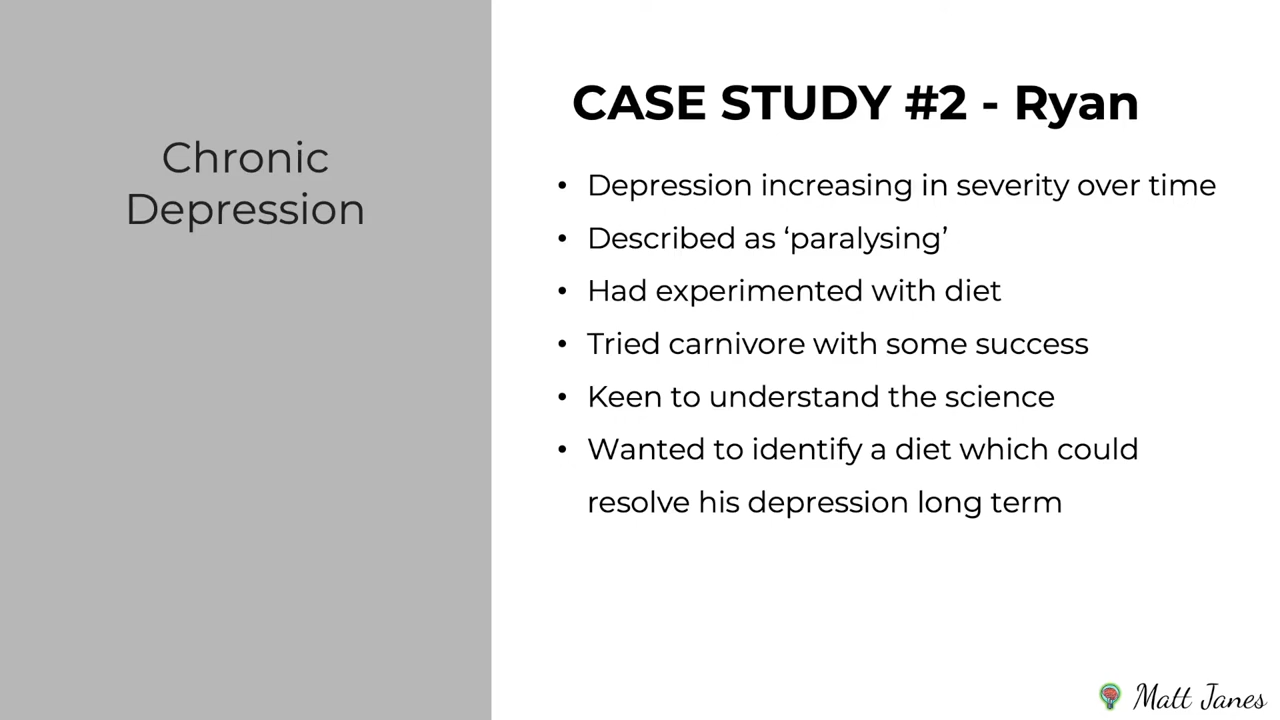 Chronic
Depression
CASE STUDY #2 - Ryan
• Depression increasing in severity over time
• Described as ‘paralysing’
• Had experimented with diet
• Tried carnivore with some success
• Keen to understand the science
• Wanted to identify a diet which could
resolve his depression long term
Matt Janes